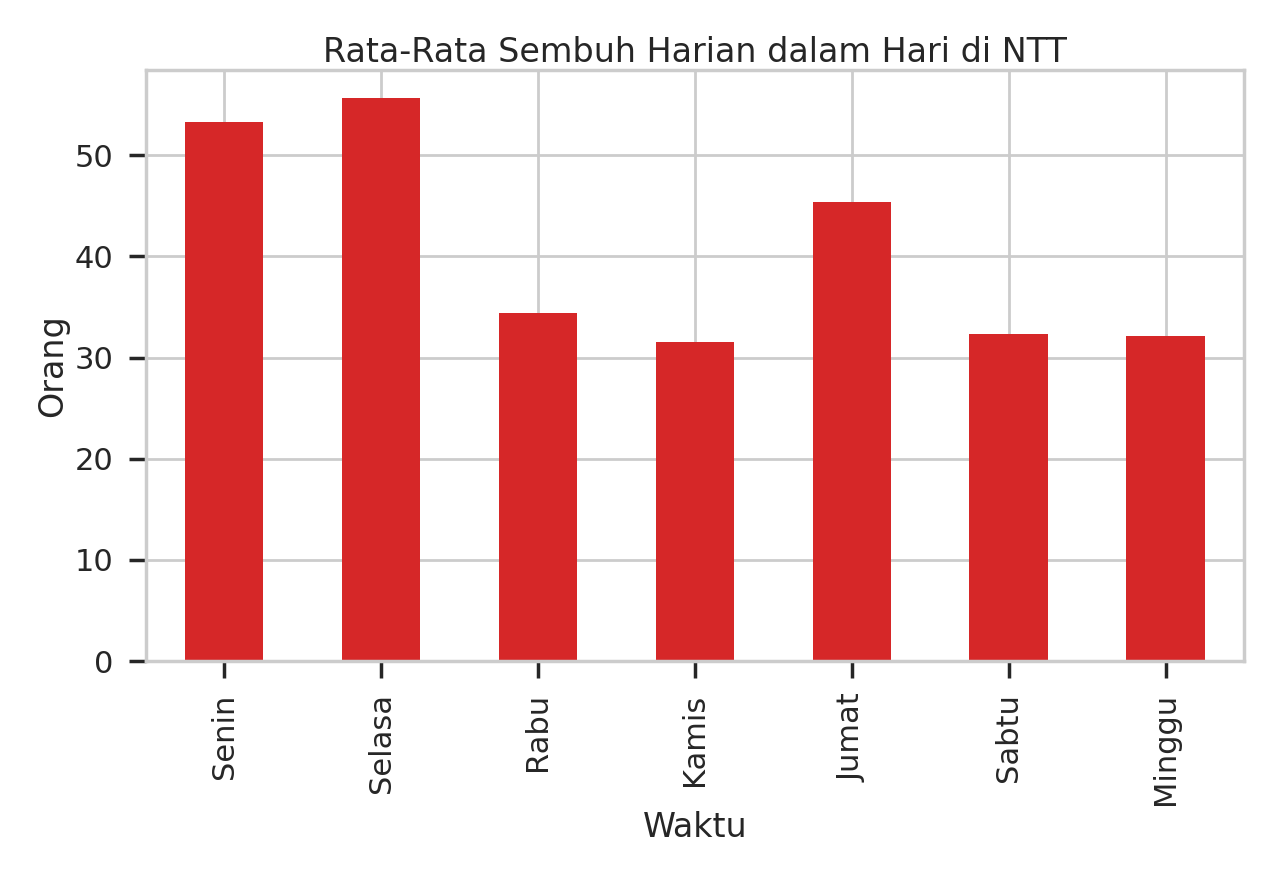 Rata-Rata Sembuh Harian dalam Hari di NTT
Orang
50
40
30
20
10
0
Senin
Selasa
Rabu
Kamis
Jumat
Sabtu
Minggu
Waktu